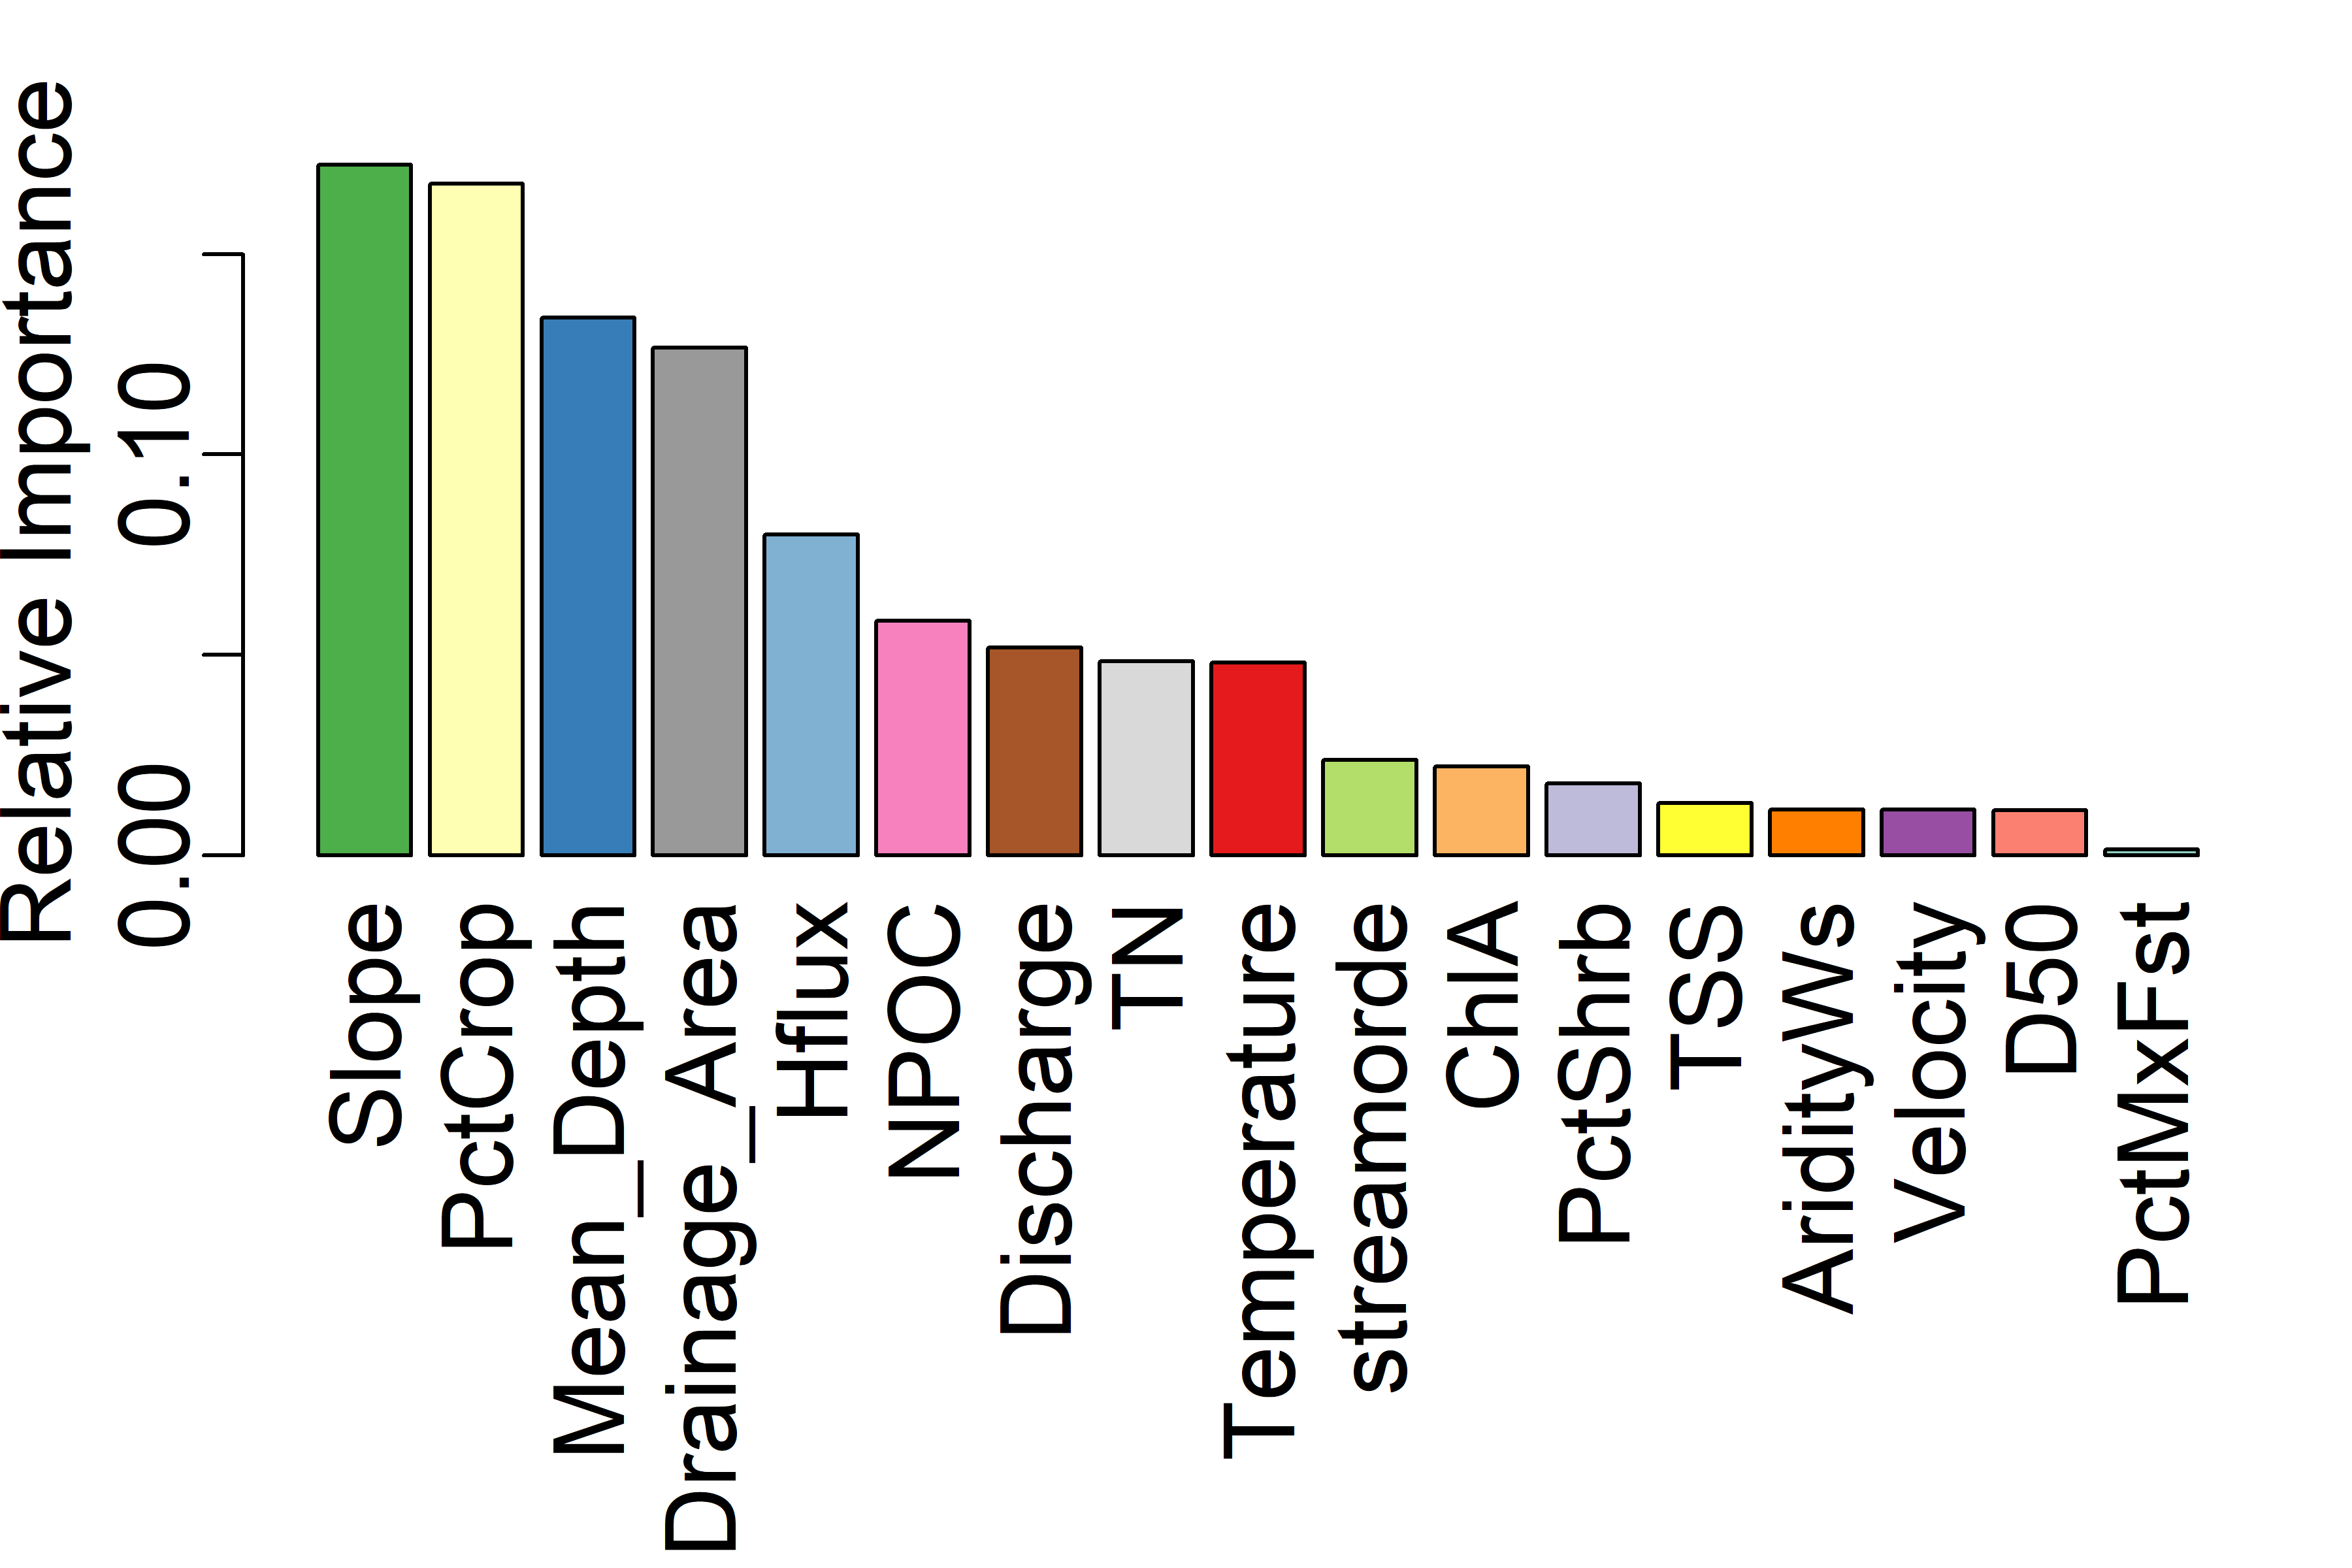 Relative Importance
0.10
0.00
Slope
PctCrop
Mean_Depth
Drainage_Area
Hflux
NPOC
Discharge
TN
Temperature
streamorde
ChlA
PctShrb
TSS
AridityWs
Velocity
D50
PctMxFst